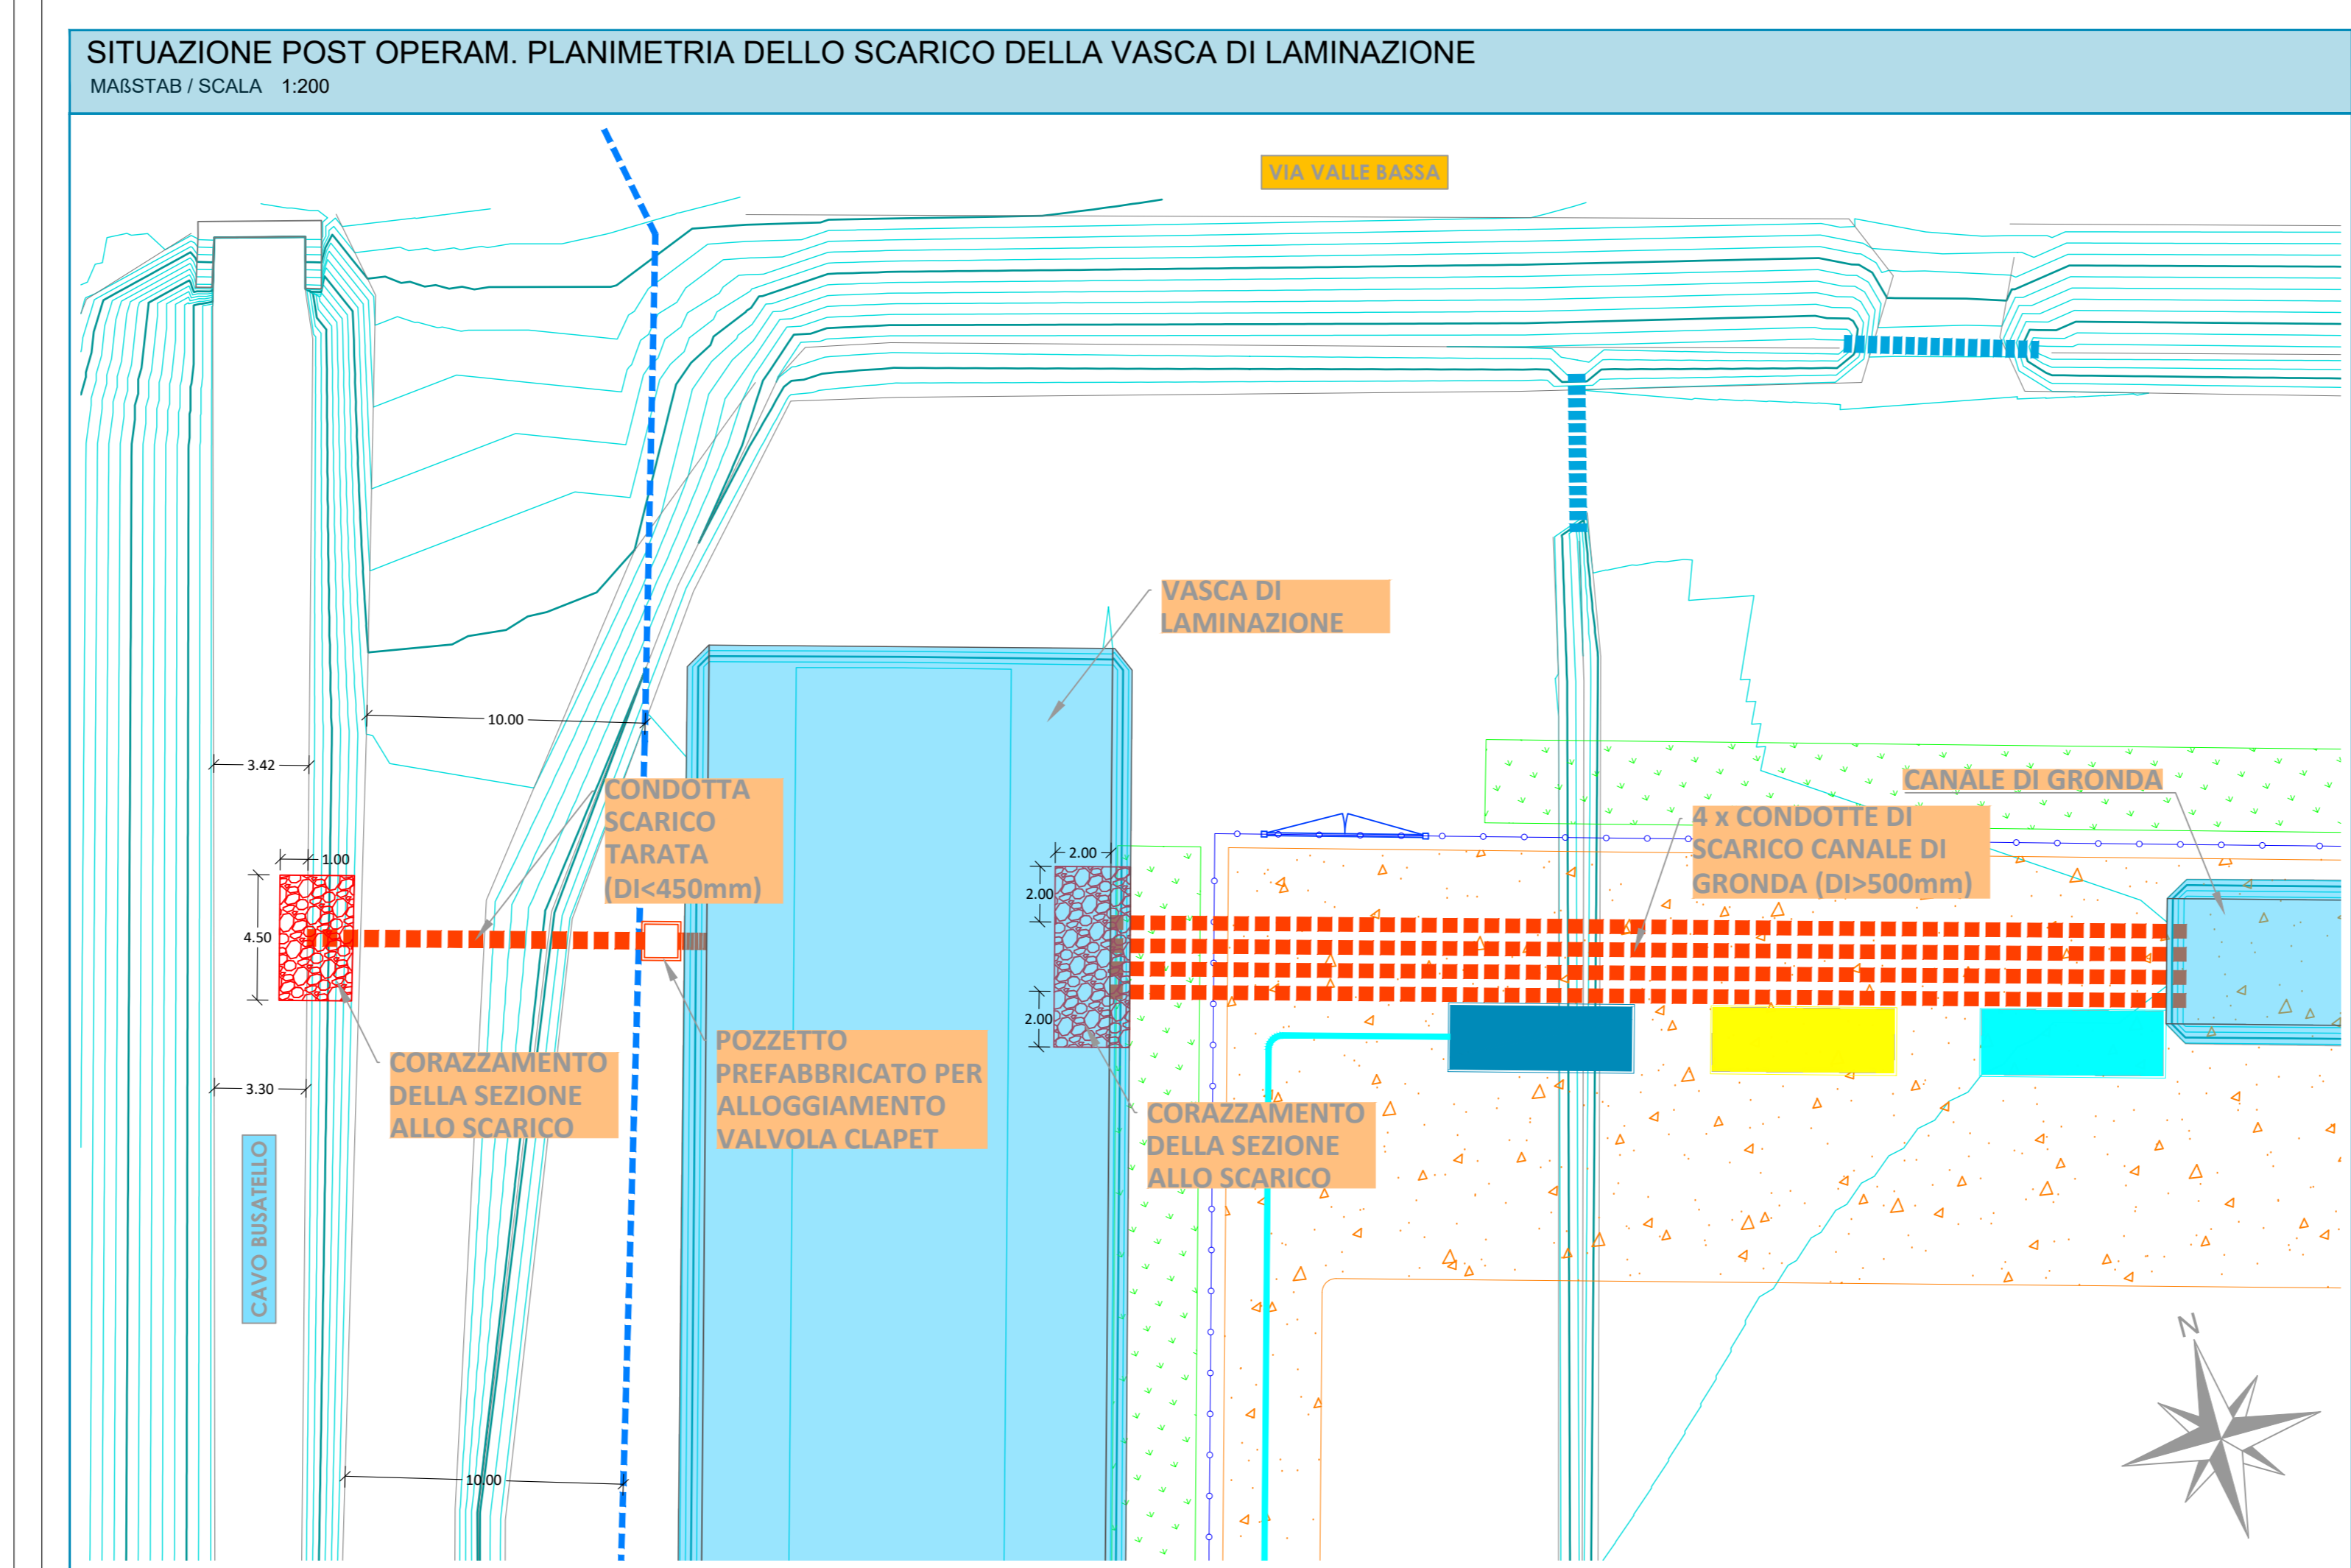 SITUAZIONE POST OPERAM. PLANIMETRIA DELLO SCARICO DELLA VASCA DI LAMINAZIONE
MAßSTAB / SCALA 1:200
VIA VALLE BASSA
VASCA DI
LAMINAZIONE
10.00
3.42
CONDOTTA
SCARICO
TARATA
(DI<450mm)
CANALE DI GRONDA
4 x CONDOTTE DI
SCARICO CANALE DI
GRONDA (DI>500mm)
1.00
2.00
2.00
4.50
2.00
POZZETTO
PREFABBRICATO PER
ALLOGGIAMENTO
VALVOLA CLAPET
CORAZZAMENTO
DELLA SEZIONE
ALLO SCARICO
3.30
CORAZZAMENTO
DELLA SEZIONE
ALLO SCARICO
CAVO BUSATELLO
N
10.00